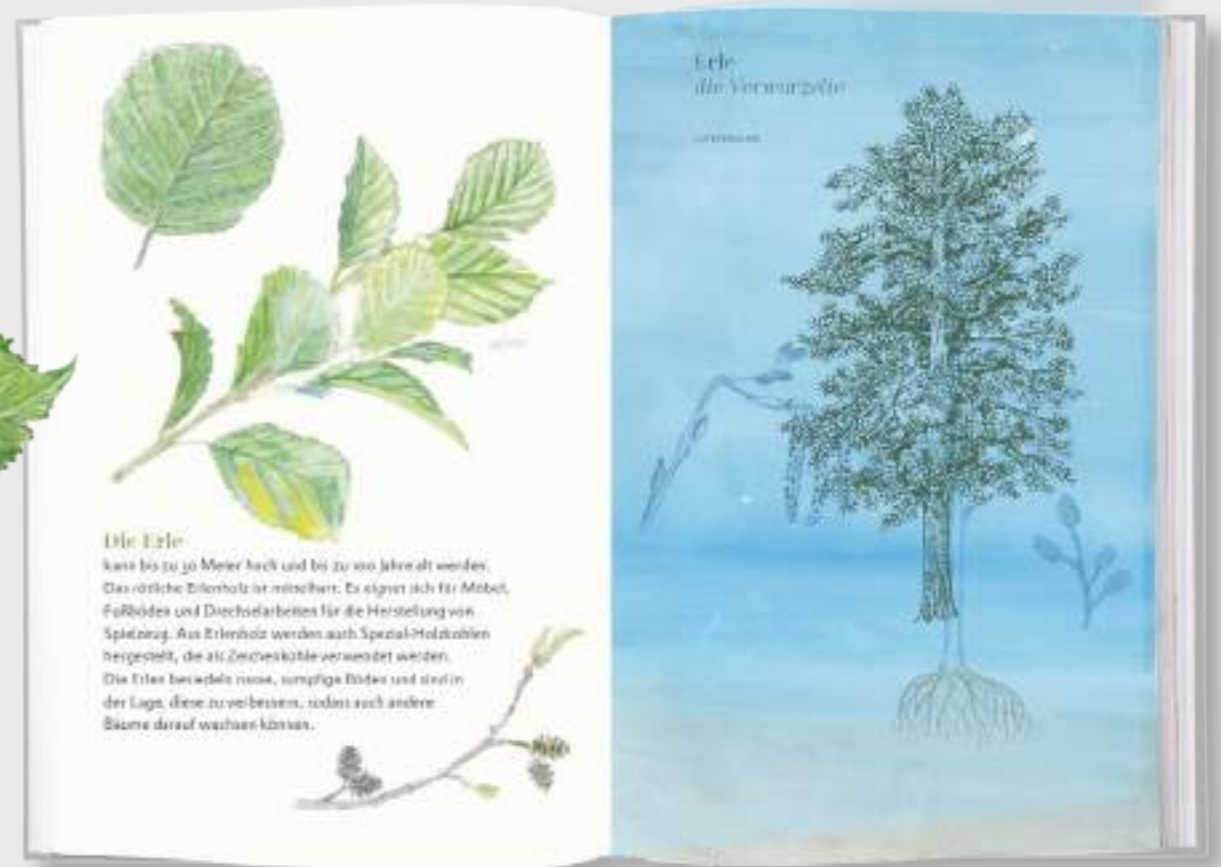 Die Erle
kann bis zu 30 Meter hoch und bis zu 100 Jahre alt werden.
Das rötliche Erlenholz ist mittelhart. Es eignet sich für Möbel,
Fußböden und Drechselarbeiten für die Herstellung von
Spielzeug. Aus Erlenholz werden auch Spezial-Holzkohlen
hergestellt, die als Zeichenkohle verwendet werden.
Die Erlen besiedeln nasse, sumpfige Böden und sind in
der Lage, diese zu verbessern, sodass auch andere
Bäume darauf wachsen können.
Erle
die Verwurzelte